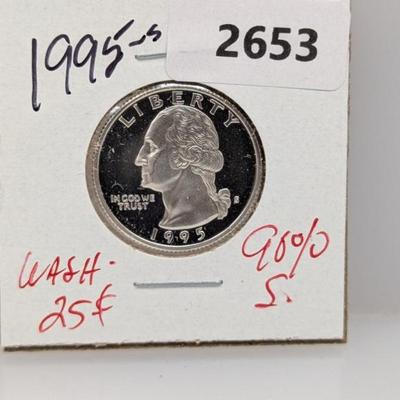 1995-s
2653
LIBERTY
IN GOD WE
TRUST
S
1995
WASH.
25¢
90%
S.